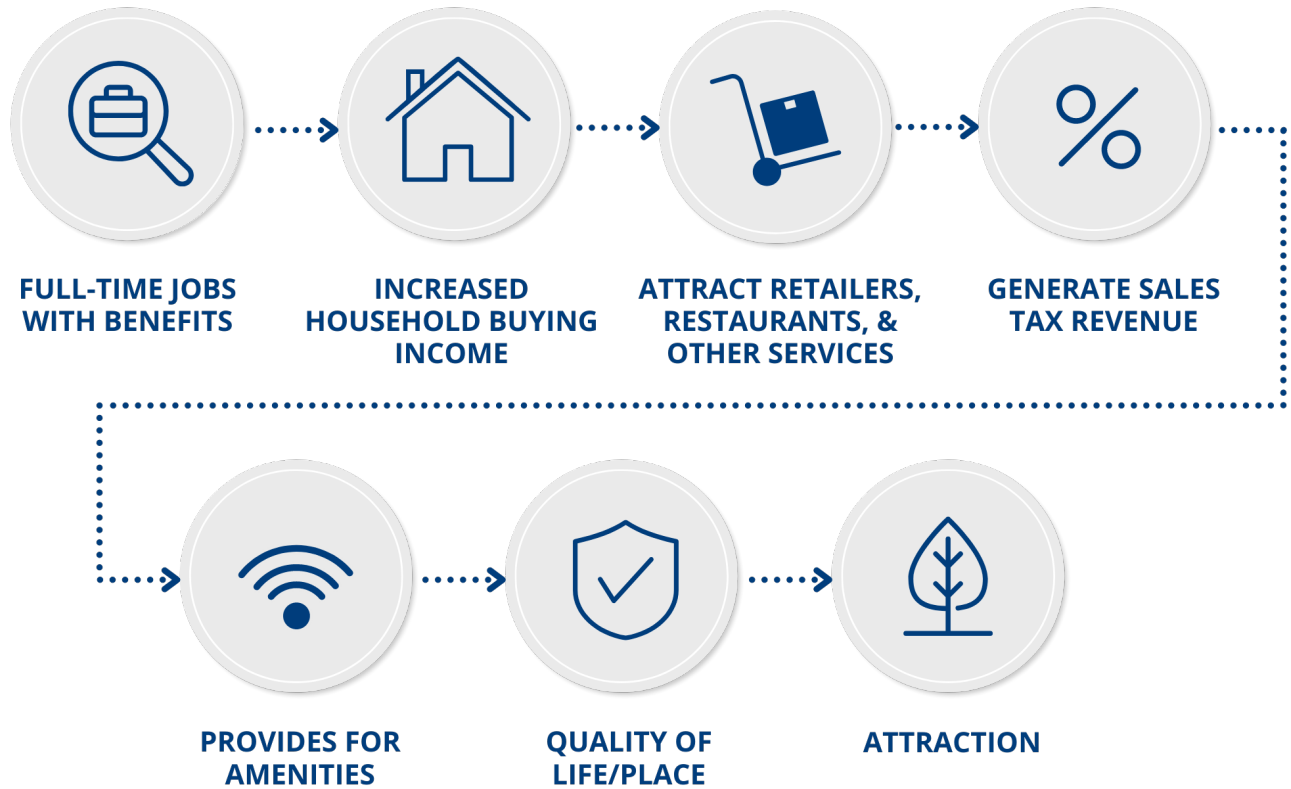 FULL-TIME JOBS
WITH BENEFITS
INCREASED
HOUSEHOLD BUYING
INCOME
ATTRACT RETAILERS,
RESTAURANTS, &
OTHER SERVICES
GENERATE SALES
TAX REVENUE
PROVIDES FOR
AMENITIES
QUALITY OF
LIFE/PLACE
ATTRACTION